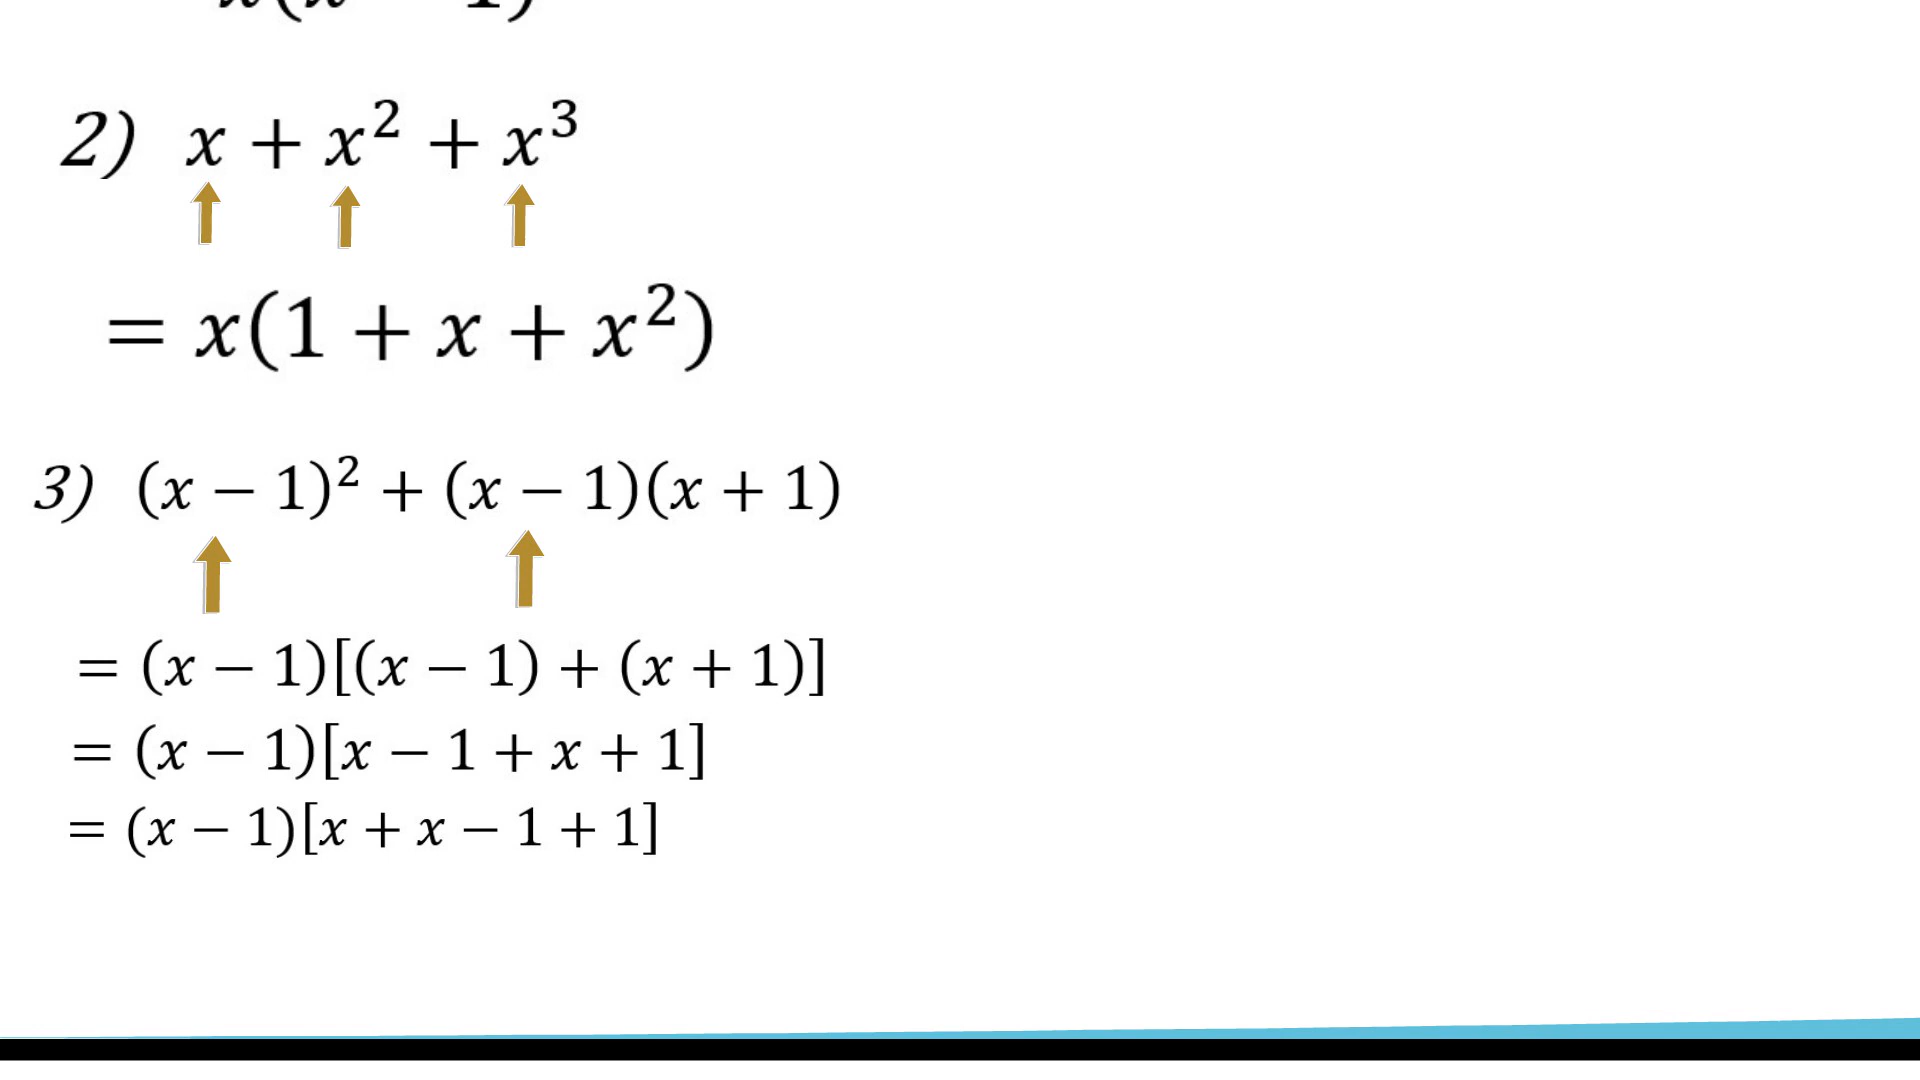 2) x + x² + x³
= x(1 + x + x²)
3) (x − 1)² + (x − 1)(x + 1)
= (x − 1)[(x − 1) + (x + 1)]
= (x − 1)[x − 1 + x + 1]
= (x − 1)[x + x − 1 + 1]